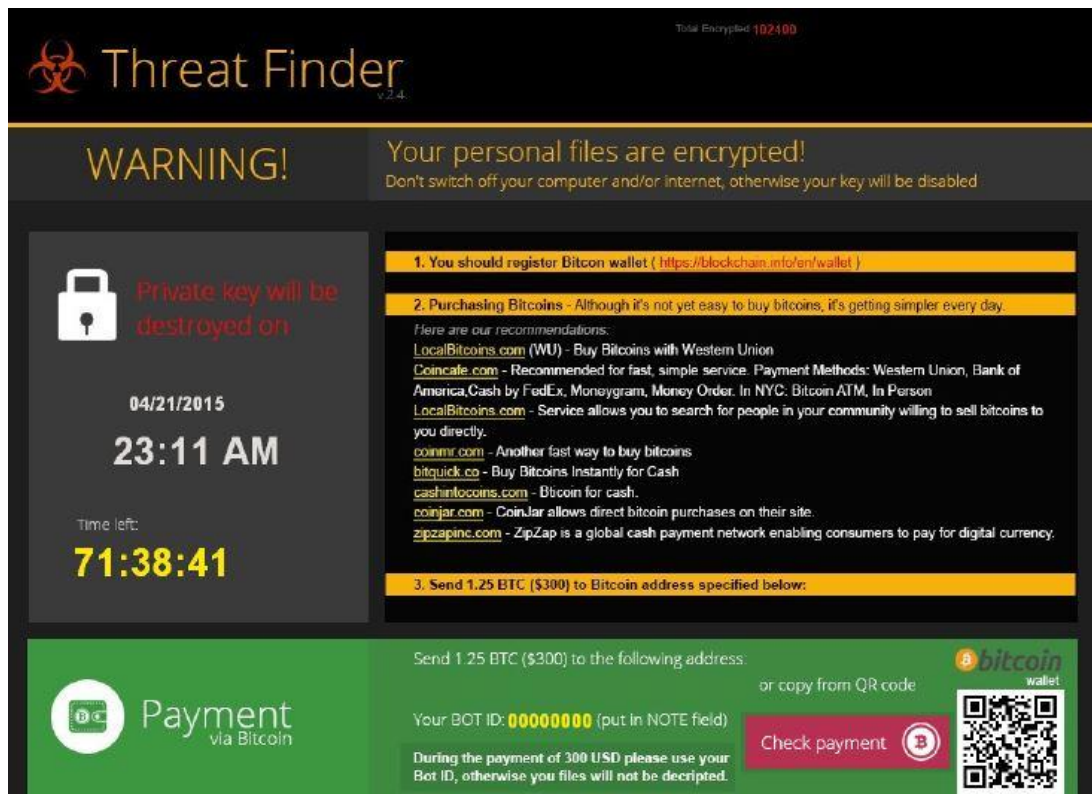 Total Encrypted 102400
Threat Finder
v.2.4.
WARNING!
Your personal files are encrypted!
Don't switch off your computer and/or internet, otherwise your key will be disabled
Private key will be
destroyed on
04/21/2015
23:11 AM
Time left:
71:38:41
1. You should register Bitcon wallet ( https://blockchain.info/en/wallet )
2. Purchasing Bitcoins - Although it's not yet easy to buy bitcoins, it's getting simpler every day.
Here are our recommendations:
LocalBitcoins.com (WU) - Buy Bitcoins with Western Union
Coincafe.com - Recommended for fast, simple service. Payment Methods: Western Union, Bank of
America,Cash by FedEx, Moneygram, Money Order. In NYC: Bitcoin ATM, In Person
LocalBitcoins.com - Service allows you to search for people in your community willing to sell bitcoins to
you directly.
coinmr.com - Another fast way to buy bitcoins
bitquick.co - Buy Bitcoins Instantly for Cash
cashintocoins.com - Bticoin for cash.
coinjar.com - CoinJar allows direct bitcoin purchases on their site.
zipzapinc.com - ZipZap is a global cash payment network enabling consumers to pay for digital currency.
3. Send 1.25 BTC ($300) to Bitcoin address specified below:
Payment
via Bitcoin
Send 1.25 BTC ($300) to the following address:
or copy from QR code
Your BOT ID: 00000000 (put in NOTE field)
During the payment of 300 USD please use your
Bot ID, otherwise you files will not be decripted.
Check payment
bitcoin
wallet